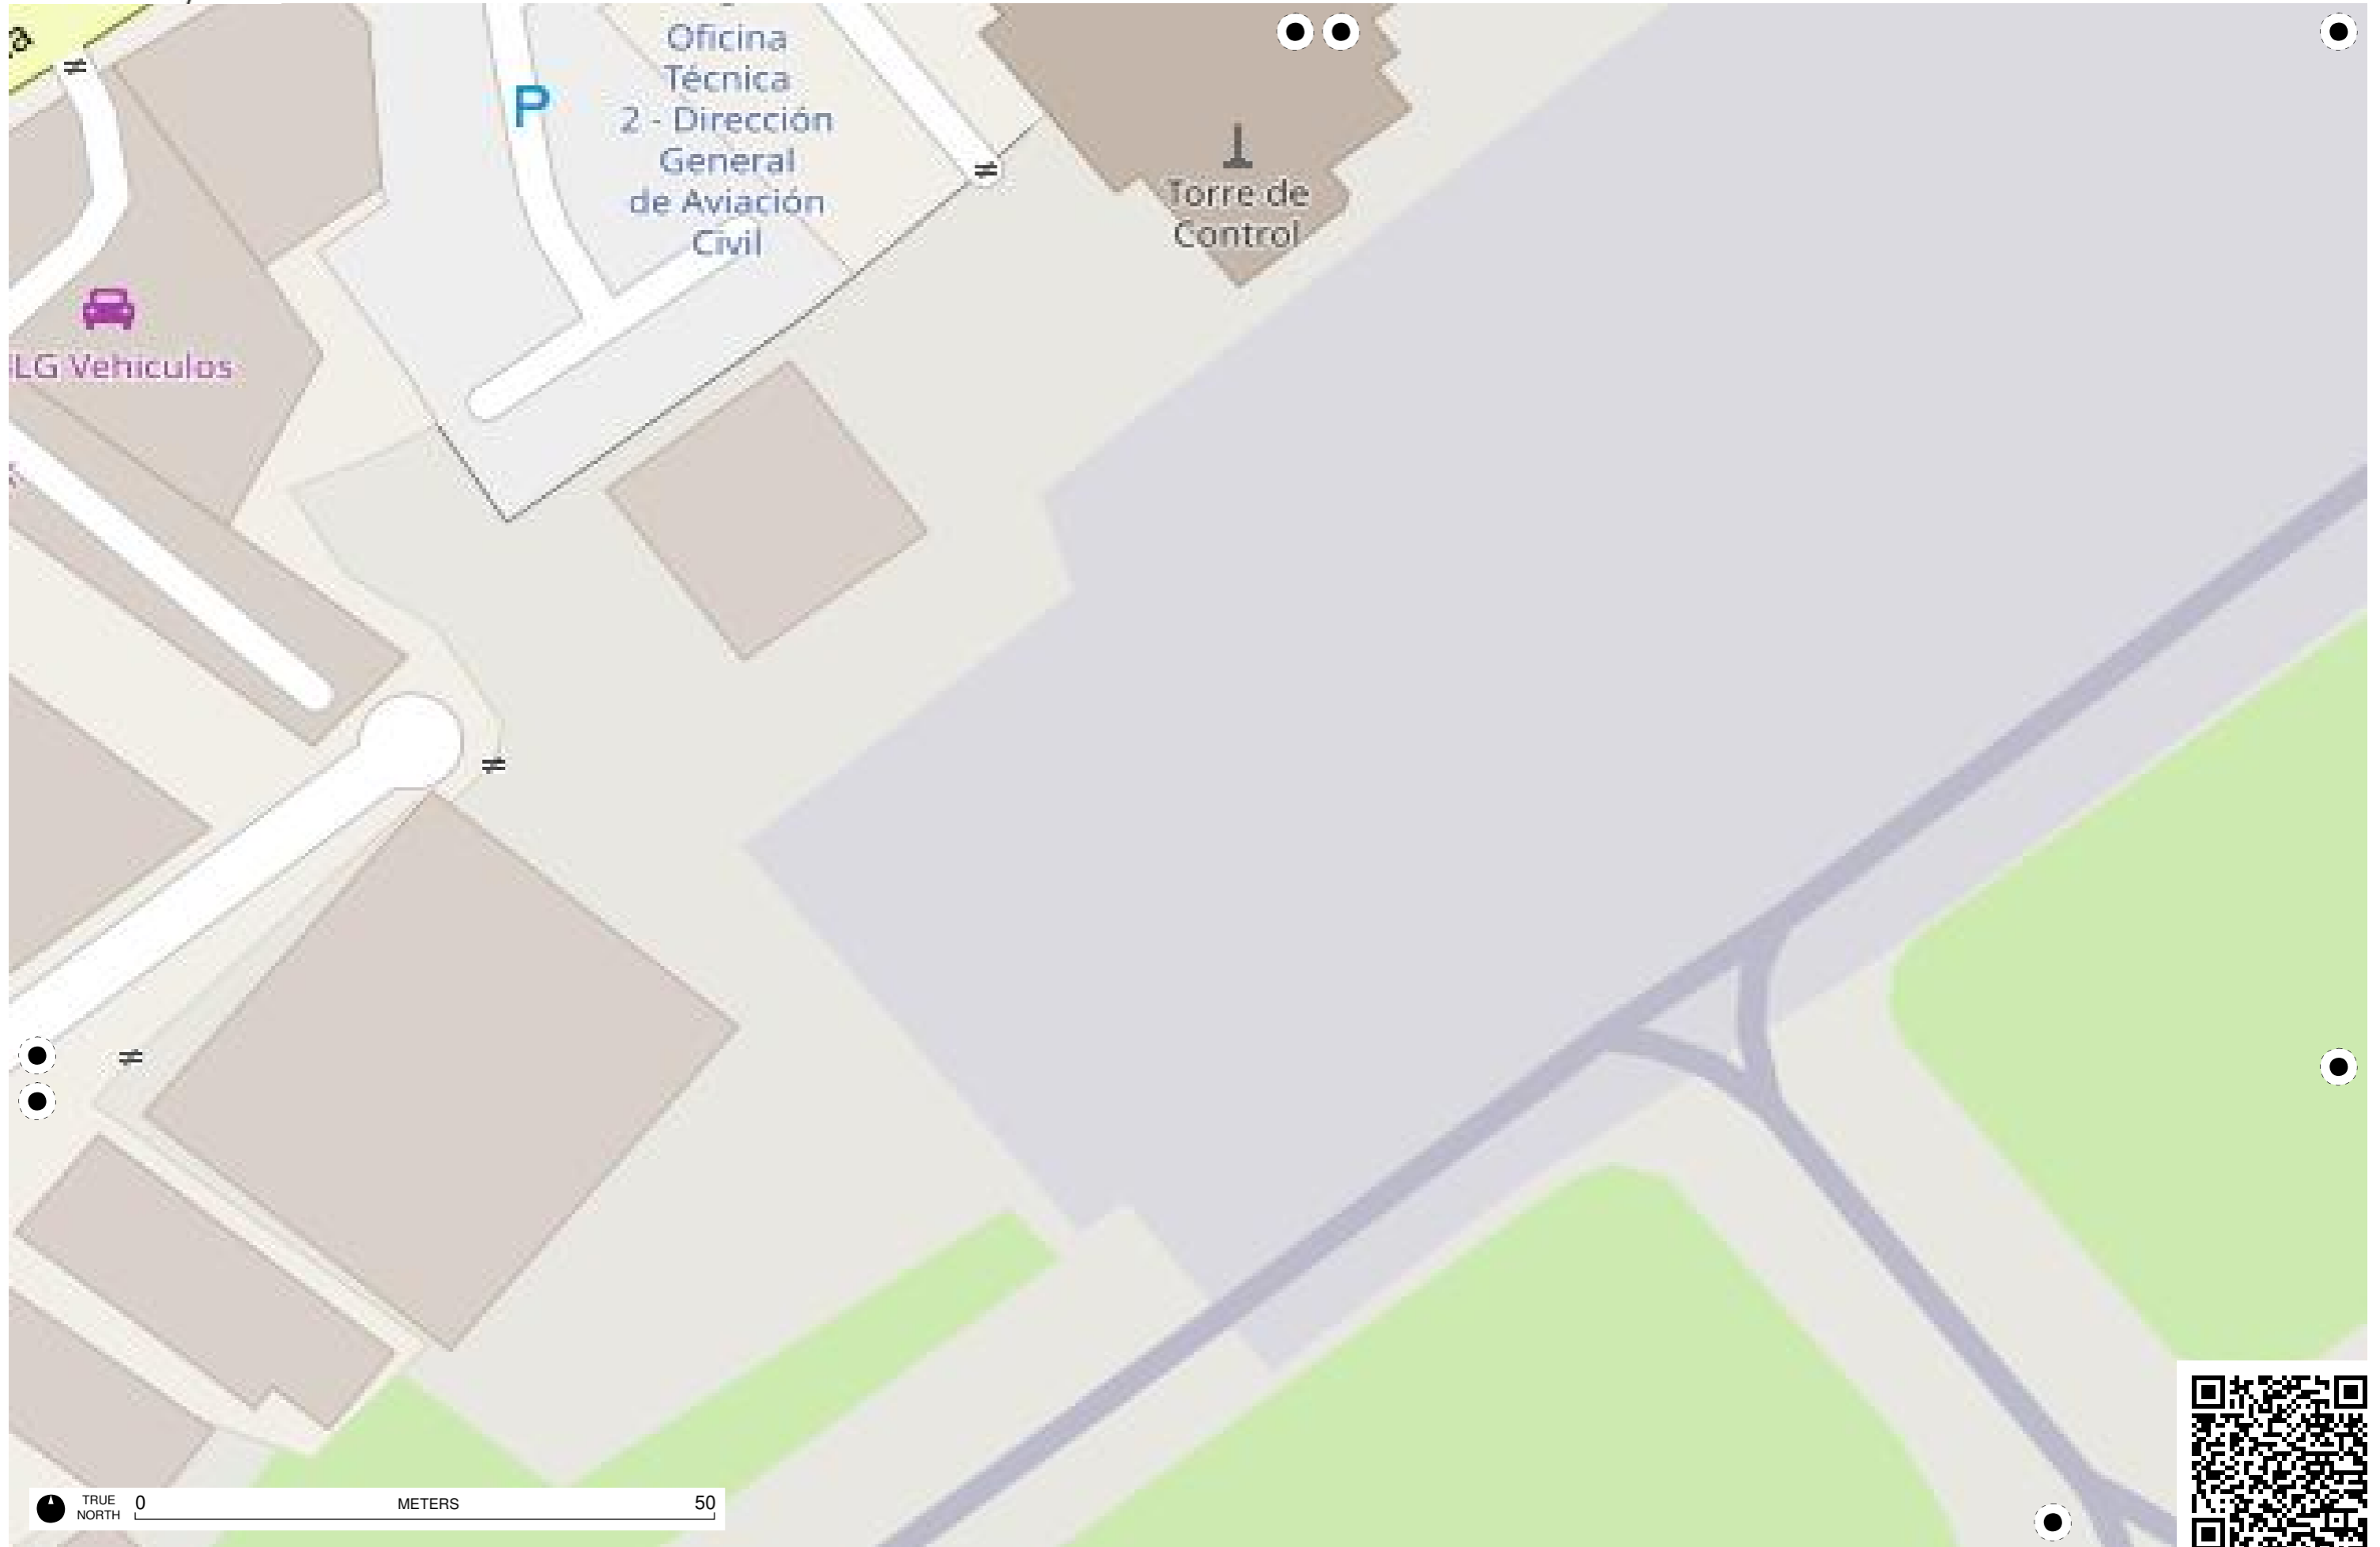 Oficina
Técnica
2 - Dirección
General
de Aviación
Civil
P
Torre de
Control
LG Vehiculos
TRUE
NORTH
0
METERS
50